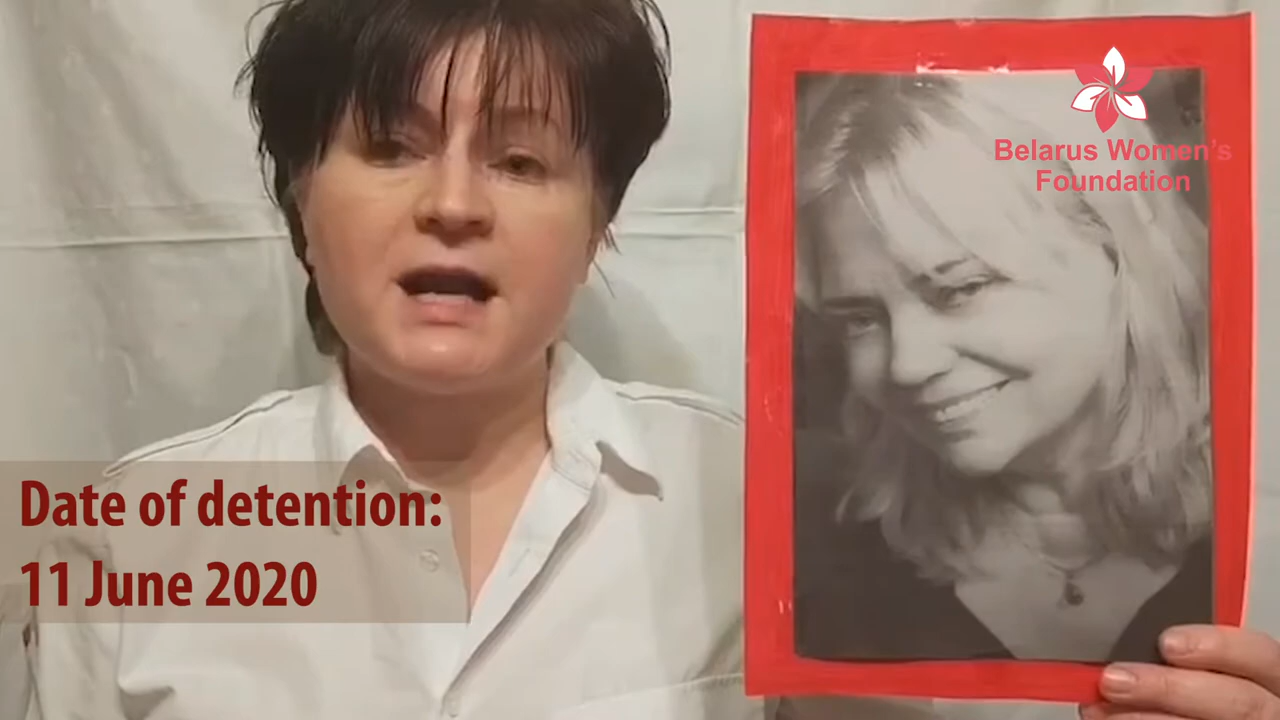 Belarus Women's
Foundation
Date of detention:
11 June 2020